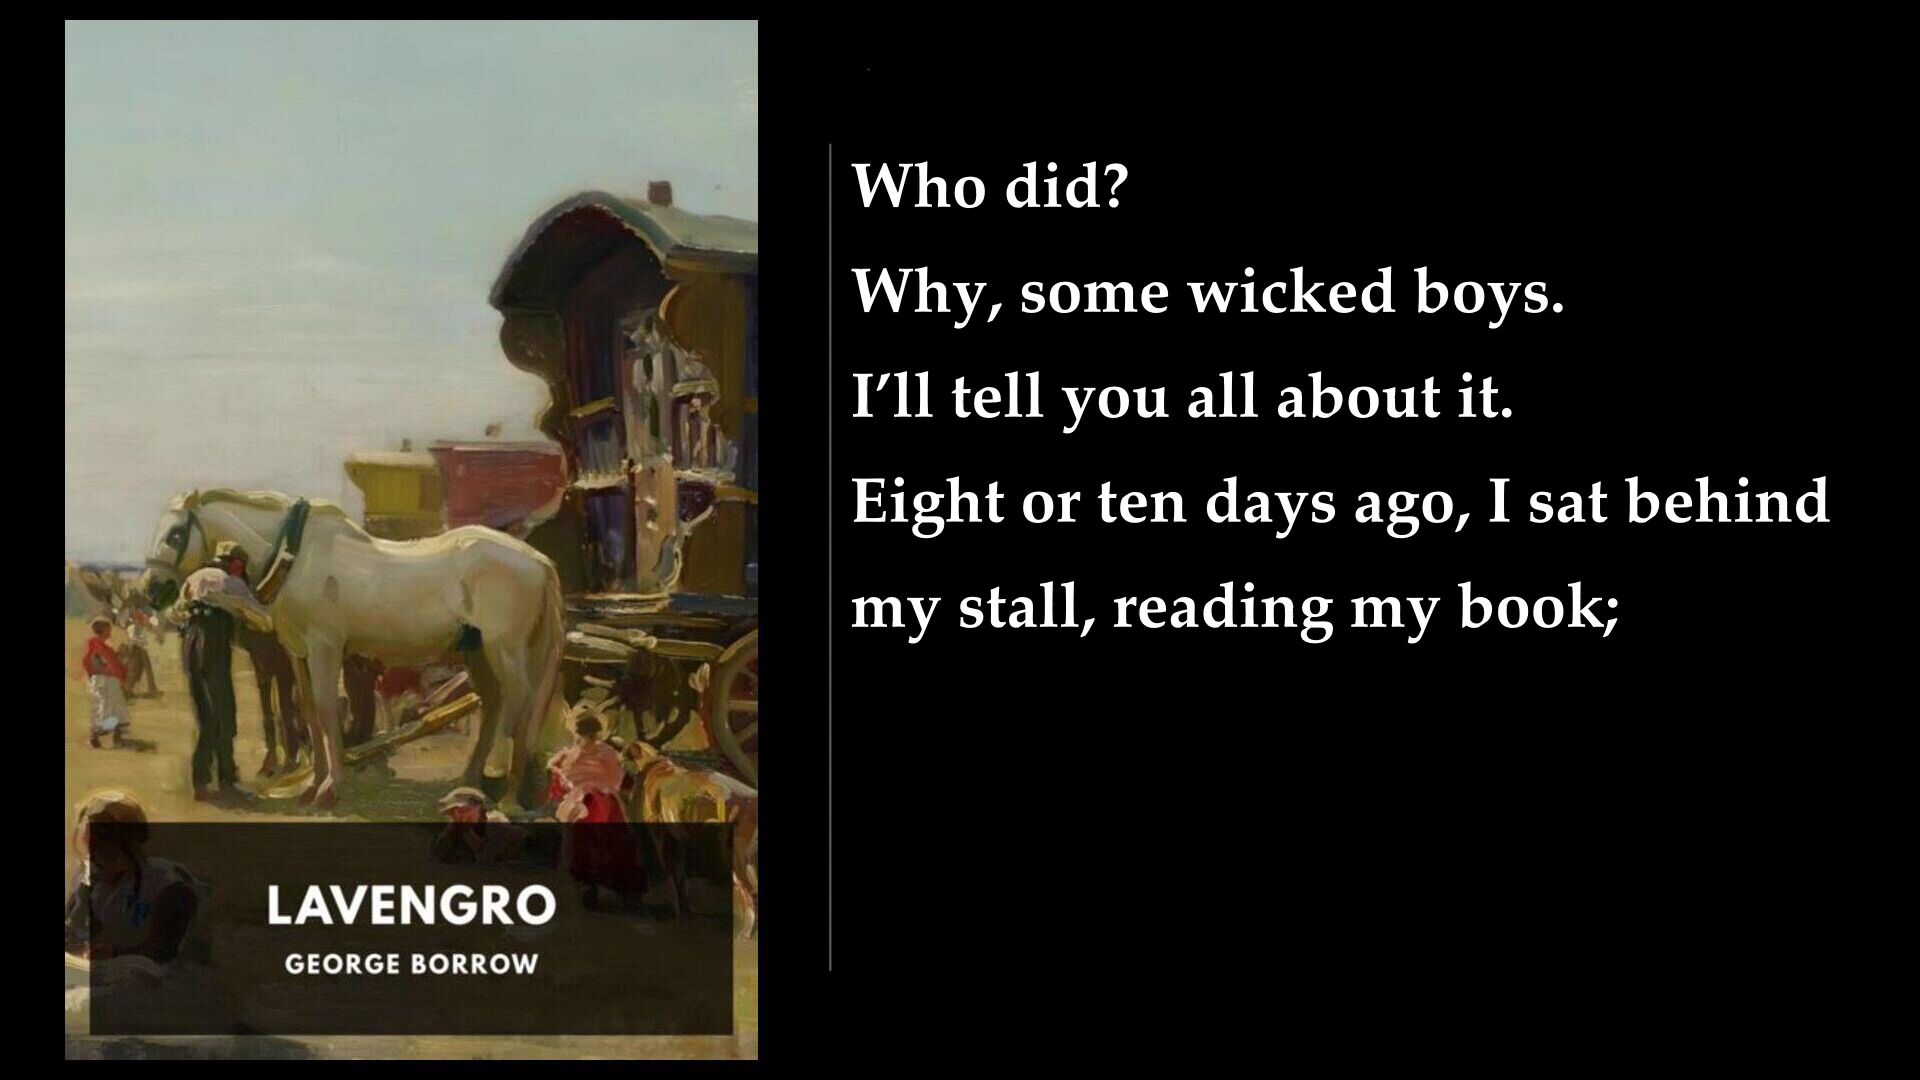 Who did?
Why, some wicked boys.
I’ll tell you all about it.
Eight or ten days ago, I sat behind
my stall, reading my book;
LAVENGRO
GEORGE BORROW